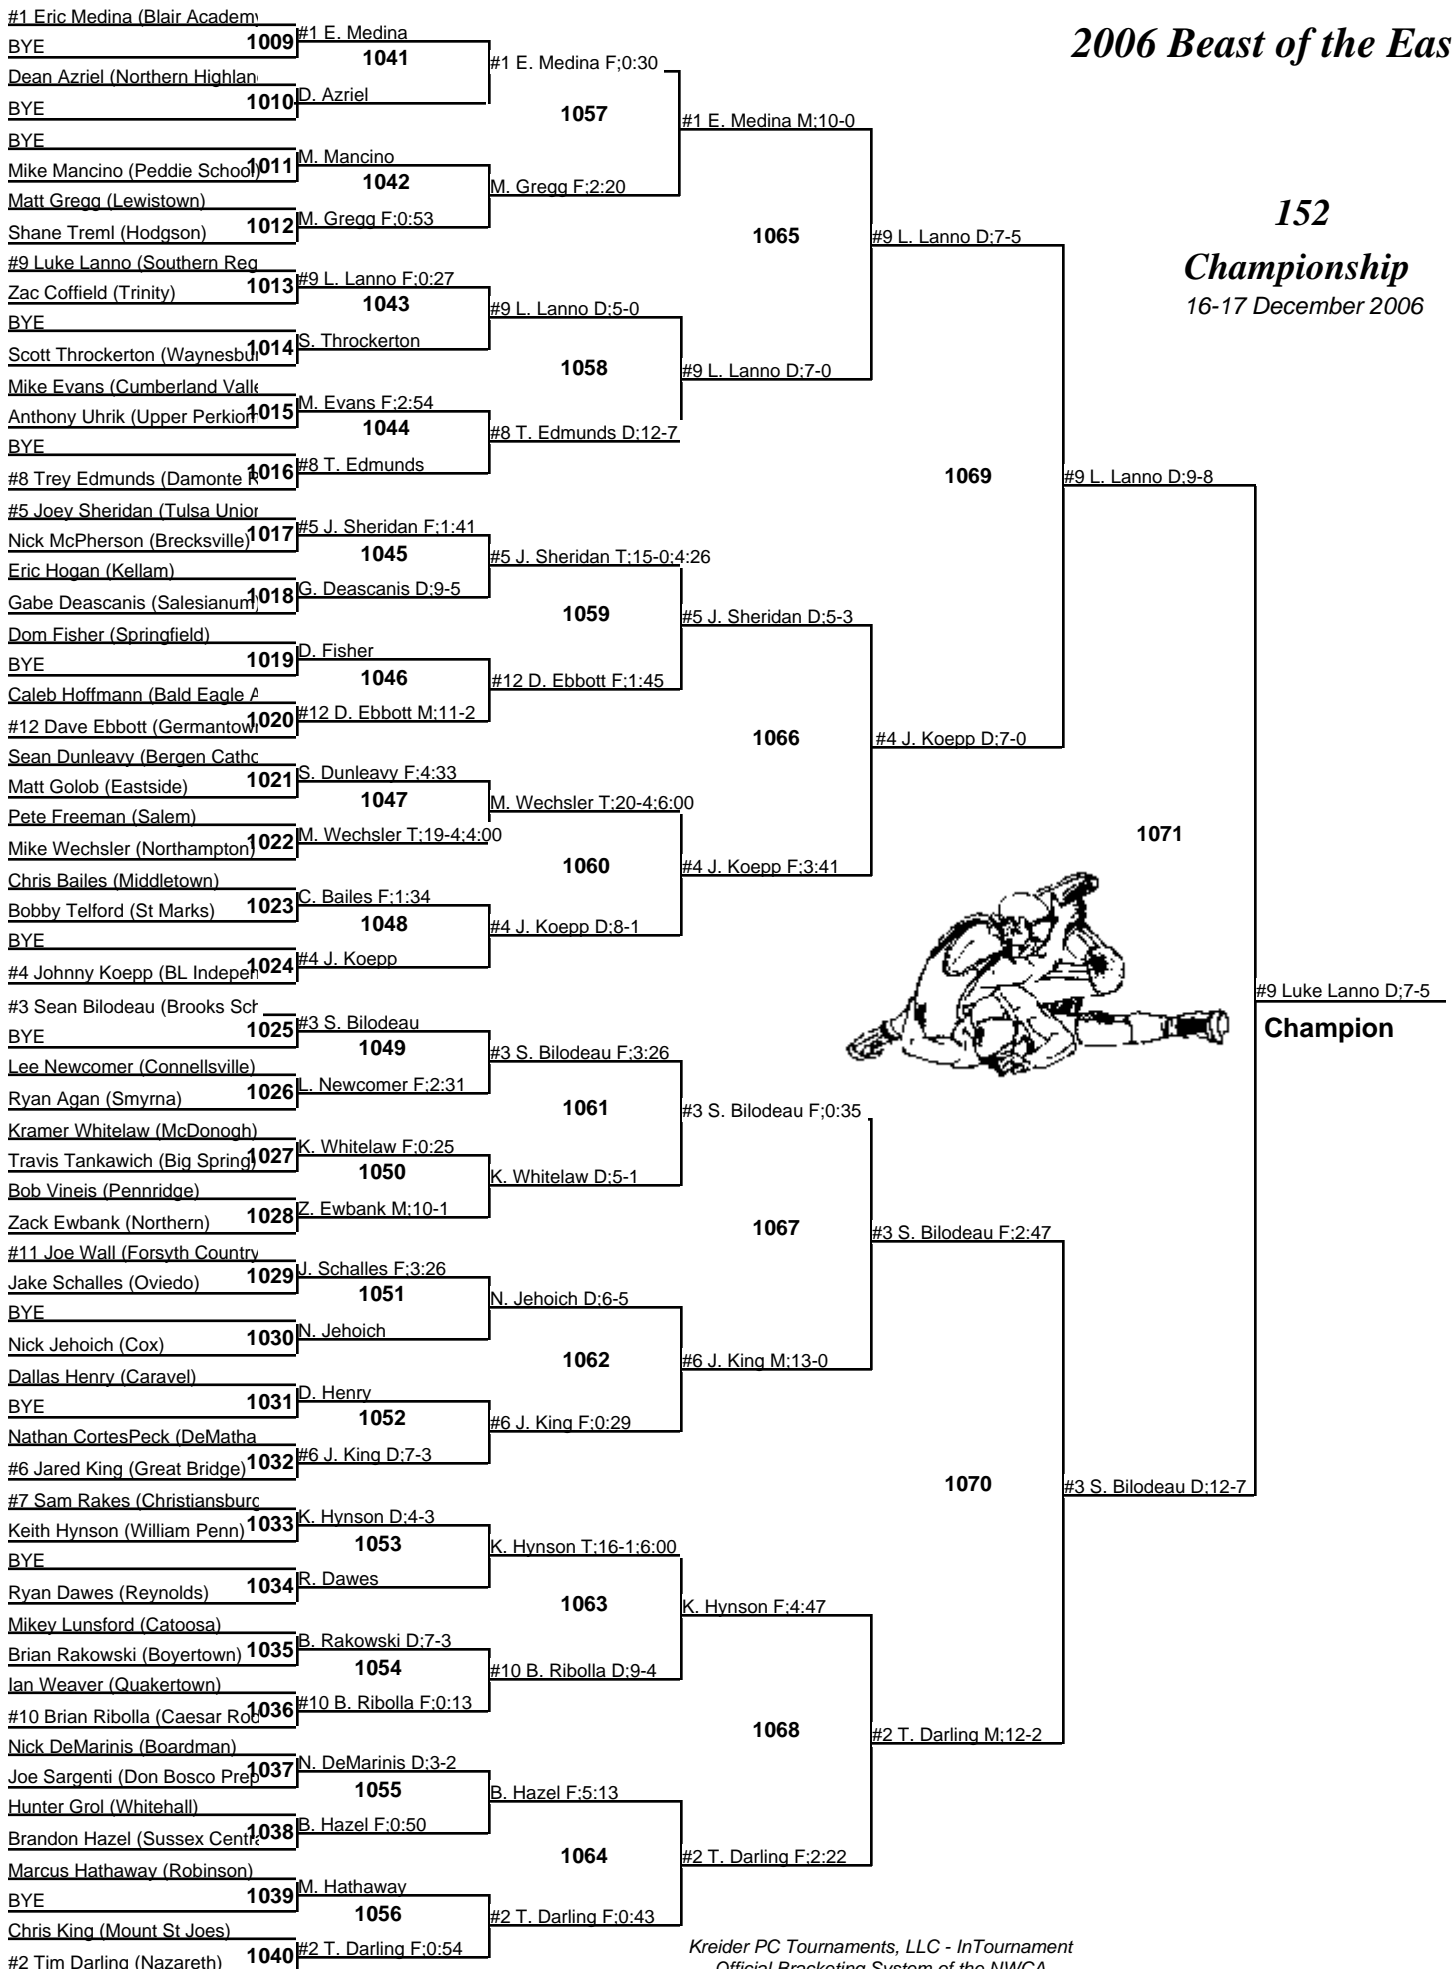 2006 Beast of the Eas
152
Championship
16-17 December 2006
#1 Eric Medina (Blair Academy
BYE
1009
Dean Azriel (Northern Highlan
BYE
1010
BYE
Mike Mancino (Peddie School)
1011
Matt Gregg (Lewistown)
Shane Treml (Hodgson)
1012
#9 Luke Lanno (Southern Reg
Zac Coffield (Trinity)
1013
BYE
Scott Throckerton (Waynesbur
1014
Mike Evans (Cumberland Valle
Anthony Uhrik (Upper Perkiom
1015
BYE
#8 Trey Edmunds (Damonte R
1016
#5 Joey Sheridan (Tulsa Union
Nick McPherson (Brecksville)
1017
Eric Hogan (Kellam)
Gabe Deascanis (Salesianum)
1018
Dom Fisher (Springfield)
BYE
1019
Caleb Hoffmann (Bald Eagle A
#12 Dave Ebbott (Germantown
1020
Sean Dunleavy (Bergen Catho
Matt Golob (Eastside)
1021
Pete Freeman (Salem)
Mike Wechsler (Northampton)
1022
Chris Bailes (Middletown)
Bobby Telford (St Marks)
1023
BYE
#4 Johnny Koepp (BL Indepen
1024
#3 Sean Bilodeau (Brooks Sch
BYE
1025
Lee Newcomer (Connellsville)
Ryan Agan (Smyrna)
1026
Kramer Whitelaw (McDonogh)
Travis Tankawich (Big Spring)
1027
Bob Vineis (Pennridge)
Zack Ewbank (Northern)
1028
#11 Joe Wall (Forsyth Country
Jake Schalles (Oviedo)
1029
BYE
Nick Jehoich (Cox)
1030
Dallas Henry (Caravel)
BYE
1031
Nathan CortesPeck (DeMatha
#6 Jared King (Great Bridge)
1032
#7 Sam Rakes (Christiansburg
Keith Hynson (William Penn)
1033
BYE
Ryan Dawes (Reynolds)
1034
Mikey Lunsford (Catoosa)
Brian Rakowski (Boyertown)
1035
Ian Weaver (Quakertown)
#10 Brian Ribolla (Caesar Rod
1036
Nick DeMarinis (Boardman)
Joe Sargenti (Don Bosco Prep
1037
Hunter Grol (Whitehall)
Brandon Hazel (Sussex Centra
1038
Marcus Hathaway (Robinson)
BYE
1039
Chris King (Mount St Joes)
#2 Tim Darling (Nazareth)
1040
#1 E. Medina
1041
D. Azriel
M. Mancino
1042
M. Gregg F;0:53
#9 L. Lanno F;0:27
1043
S. Throckerton
M. Evans F;2:54
1044
#8 T. Edmunds
#5 J. Sheridan F;1:41
1045
G. Deascanis D;9-5
D. Fisher
1046
#12 D. Ebbott M;11-2
S. Dunleavy F;4:33
1047
M. Wechsler T;19-4;4:00
C. Bailes F;1:34
1048
#4 J. Koepp
#3 S. Bilodeau
1049
L. Newcomer F;2:31
K. Whitelaw F;0:25
1050
Z. Ewbank M;10-1
J. Schalles F;3:26
1051
N. Jehoich
D. Henry
1052
#6 J. King D;7-3
K. Hynson D;4-3
1053
R. Dawes
B. Rakowski D;7-3
1054
#10 B. Ribolla F;0:13
N. DeMarinis D;3-2
1055
B. Hazel F;0:50
M. Hathaway
1056
#2 T. Darling F;0:54
#1 E. Medina F;0:30
1057
M. Gregg F;2:20
#9 L. Lanno D;5-0
1058
#8 T. Edmunds D;12-7
#5 J. Sheridan T;15-0;4:26
1059
#12 D. Ebbott F;1:45
M. Wechsler T;20-4;6:00
1060
#4 J. Koepp D;8-1
#3 S. Bilodeau F;3:26
1061
K. Whitelaw D;5-1
N. Jehoich D;6-5
1062
#6 J. King F;0:29
K. Hynson T;16-1;6:00
1063
#10 B. Ribolla D;9-4
B. Hazel F;5:13
1064
#2 T. Darling F;0:43
#1 E. Medina M;10-0
1065
#9 L. Lanno D;7-0
#5 J. Sheridan D;5-3
1066
#4 J. Koepp F;3:41
#3 S. Bilodeau F;0:35
1067
#6 J. King M;13-0
K. Hynson F;4:47
1068
#2 T. Darling F;2:22
#9 L. Lanno D;7-5
1069
#4 J. Koepp D;7-0
#3 S. Bilodeau F;2:47
1070
#2 T. Darling M;12-2
#9 L. Lanno D;9-8
1071
#3 S. Bilodeau D;12-7
#9 Luke Lanno D;7-5
Champion
Kreider PC Tournaments, LLC - InTournament
Official Bracketing System of the NWCA